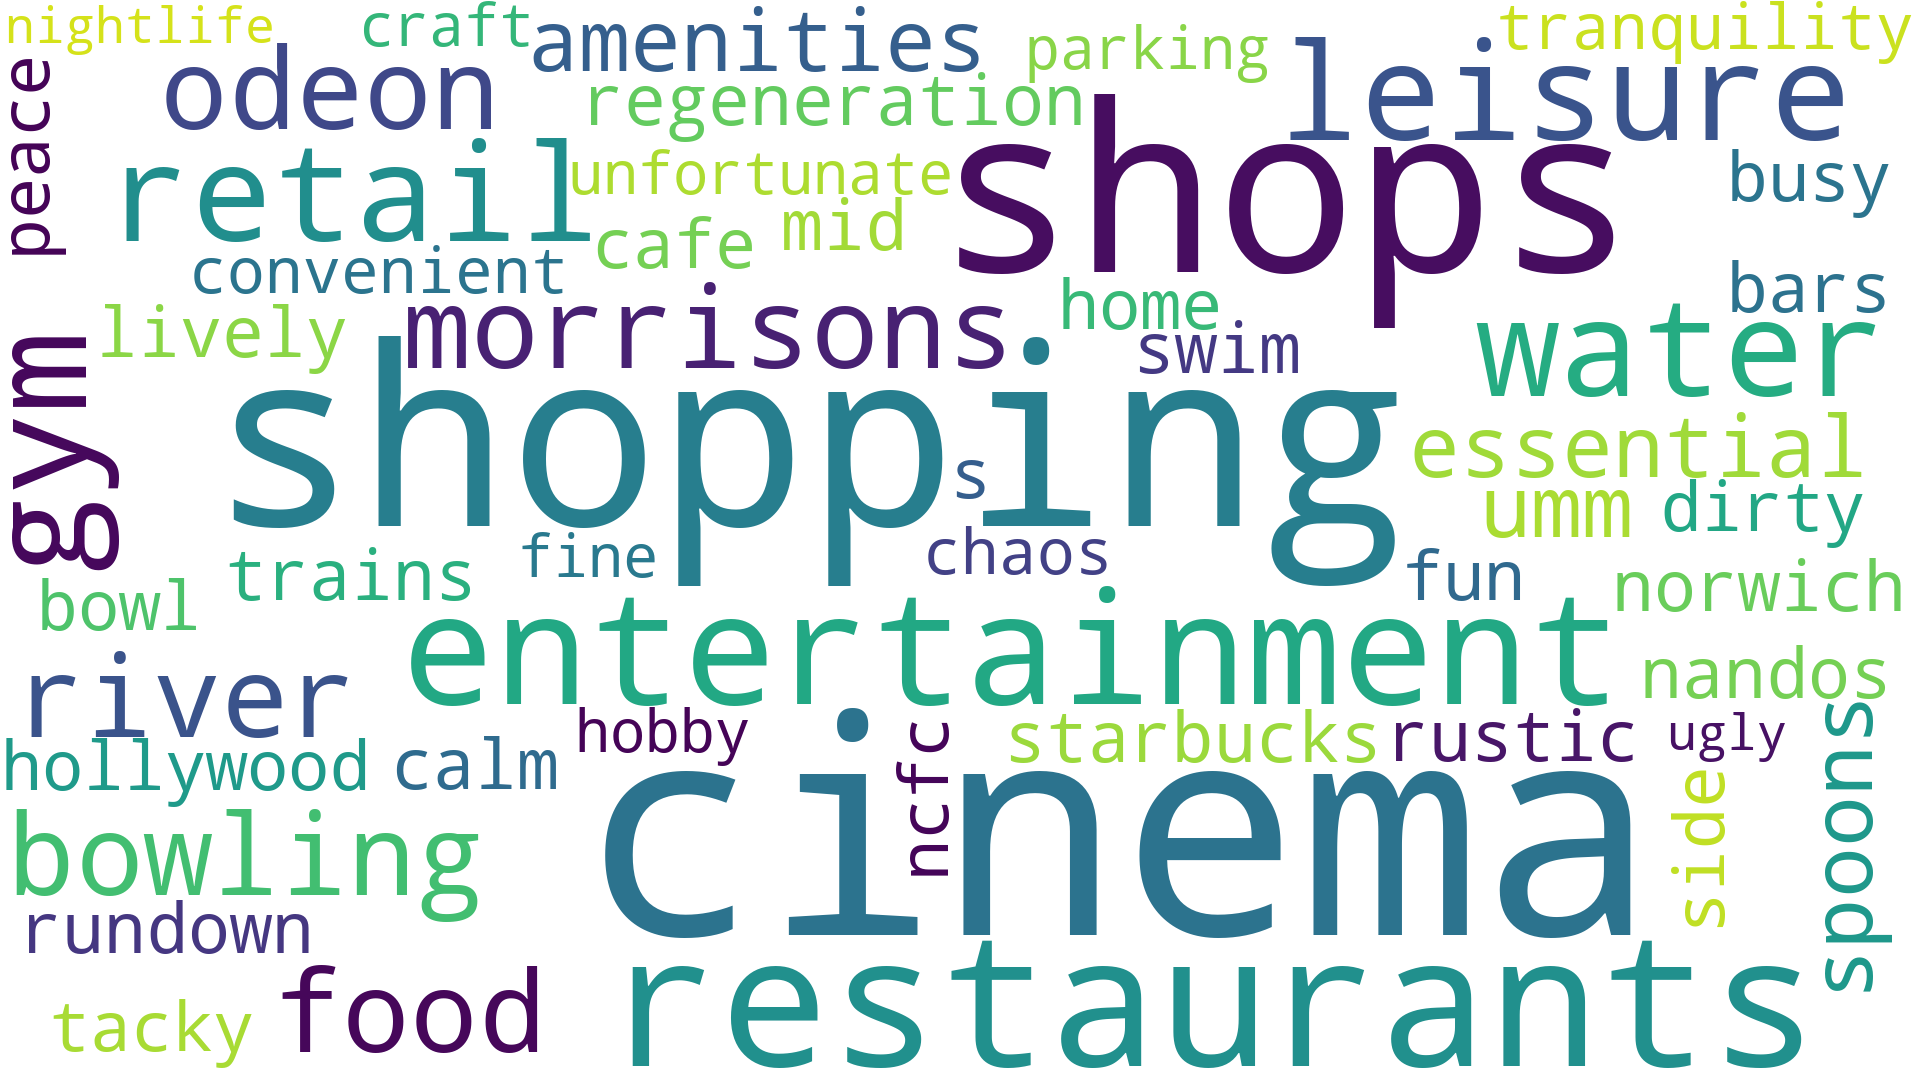 nightlife
craft
amenities
parking
tranquility
peace
odeon
regeneration
leisure
retail
unfortunate
shops
busy
cafe
mid
convenient
home
bars
lively
morrisons
swim
water
gym
shopping
s
essential
umm
dirty
trains
fine
chaos
fun
norwich
bowl
entertainment
river
nandos
hollywood
calm
hobby
ncfc
starbucks
rustic
ugly
bowling
cinema
side
spoons
rundown
food
restaurants
tacky